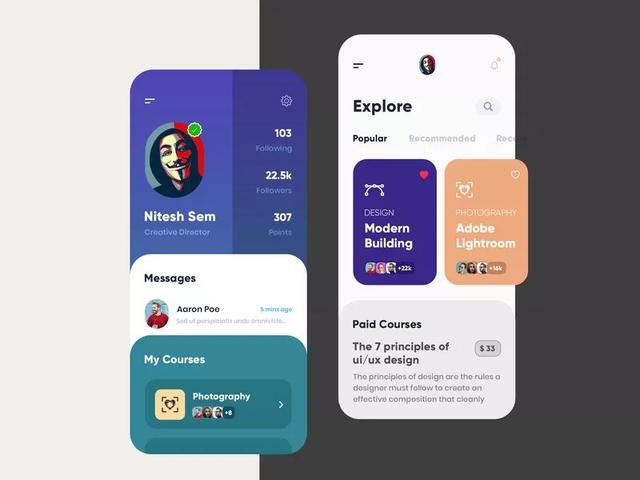 103
Following
22.5k
Followers
307
Points
Nitesh Sem
Creative Director
Messages
Aaron Poe
5 mins ago
Sed ut perspiciatis unde omnis iste...
My Courses
Photography
+8
Explore
Popular Recommended
DESIGN
Modern
Building
+22k
PHOTOGRAPHY
Adobe
Lightroom
+16k
Paid Courses
The 7 principles of
ui/ux design
$ 33
The principles of design are the rules a
designer must follow to create an
effective composition that cleanly